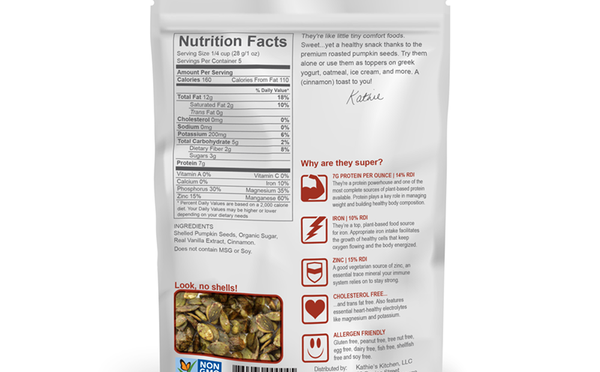 Nutrition Facts
Serving Size 1/4 cup (28 g/1 oz)
Servings Per Container 5
Amount Per Serving
Calories 160 Calories From Fat 110
% Daily Value*
Total Fat 12g 18%
Saturated Fat 2g 10%
Trans Fat 0g
Cholesterol 0mg 0%
Sodium 0mg 0%
Potassium 200mg 6%
Total Carbohydrate 5g 2%
Dietary Fiber 2g 8%
Sugars 3g
Protein 7g
Vitamin A 0% Vitamin C 0%
Calcium 0% Iron 10%
Phosphorus 30% Magnesium 35%
Zinc 15% Manganese 60%
* Percent Daily Values are based on a 2,000 calorie
diet. Your Daily Values may be higher or lower
depending on your dietary needs
INGREDIENTS
Shelled Pumpkin Seeds, Organic Sugar,
Real Vanilla Extract, Cinnamon.
Does not contain MSG or Soy.
Look, no shells!
NON
GMO
They're like little tiny comfort foods.
Sweet...yet a healthy snack thanks to the
premium roasted pumpkin seeds. Try them
alone or use them as toppers on greek
yogurt, oatmeal, ice cream, and more. A
(cinnamon) toast to you!
Kathie
Why are they super?
7G PROTEIN PER OUNCE | 14% RDI
They're a protein powerhouse and one of the
most complete sources of plant-based protein
available. Protein plays a key role in managing
weight and building healthy body composition.
IRON | 10% RDI
They're a top, plant-based food source
for iron. Appropriate iron intake facilitates
the growth of healthy cells that keep
oxygen flowing and the body energized.
ZINC | 15% RDI
A good vegetarian source of zinc, an
essential trace mineral your immune
system relies on to stay strong.
CHOLESTEROL FREE...
...and trans fat free. Also features
essential heart-healthy electrolytes
like magnesium and potassium.
ALLERGEN FRIENDLY
Gluten free, peanut free, tree nut free,
egg free, dairy free, fish free, shellfish
free and soy free.
Distributed by: Kathie's Kitchen, LLC